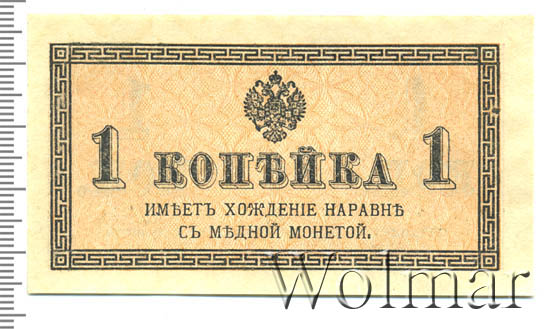 1 КОПѢЙКА 1
ИМѢЕТЪ ХОЖДЕНІЕ НАРАВНѢ
СЪ МѢДНОЙ МОНЕТОЙ.
Wolmar